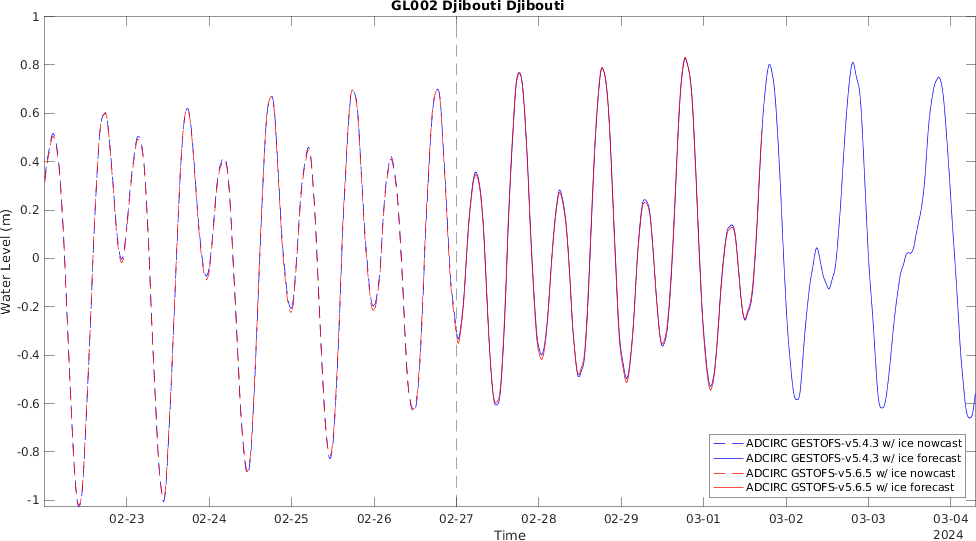 GL002 Djibouti Djibouti
1
0.8
0.6
0.4
0.2
0
-0.2
-0.4
-0.6
-0.8
-1
Water Level (m)
ADCIRC GESTOFS-v5.4.3 w/ ice nowcast
ADCIRC GESTOFS-v5.4.3 w/ ice forecast
ADCIRC GSTOFS-v5.6.5 w/ ice nowcast
ADCIRC GSTOFS-v5.6.5 w/ ice forecast
02-23 02-24 02-25 02-26 02-27 02-28 02-29 03-01 03-02 03-03 03-04
2024
Time